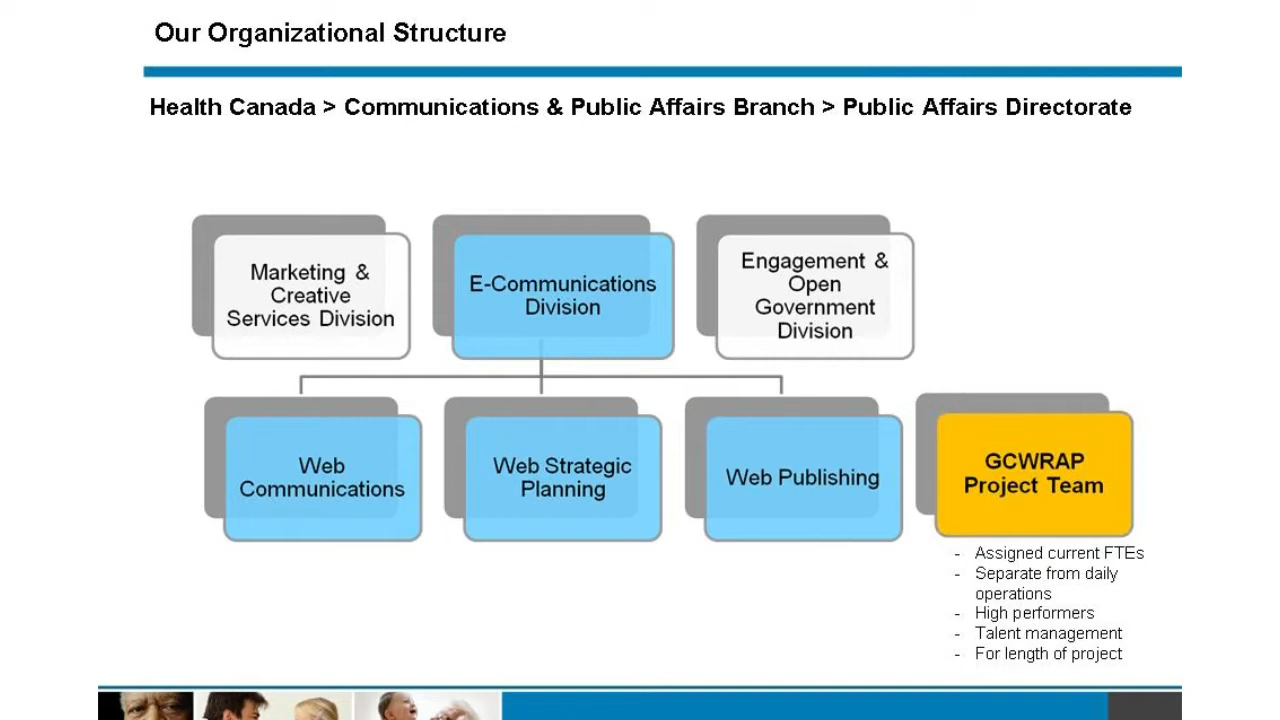 Our Organizational Structure
Health Canada > Communications & Public Affairs Branch > Public Affairs Directorate
Marketing &
Creative
Services Division
E-Communications
Division
Engagement &
Open
Government
Division
Web
Communications
Web Strategic
Planning
Web Publishing
GCWRAP
Project Team
- Assigned current FTEs
- Separate from daily
operations
- High performers
- Talent management
- For length of project